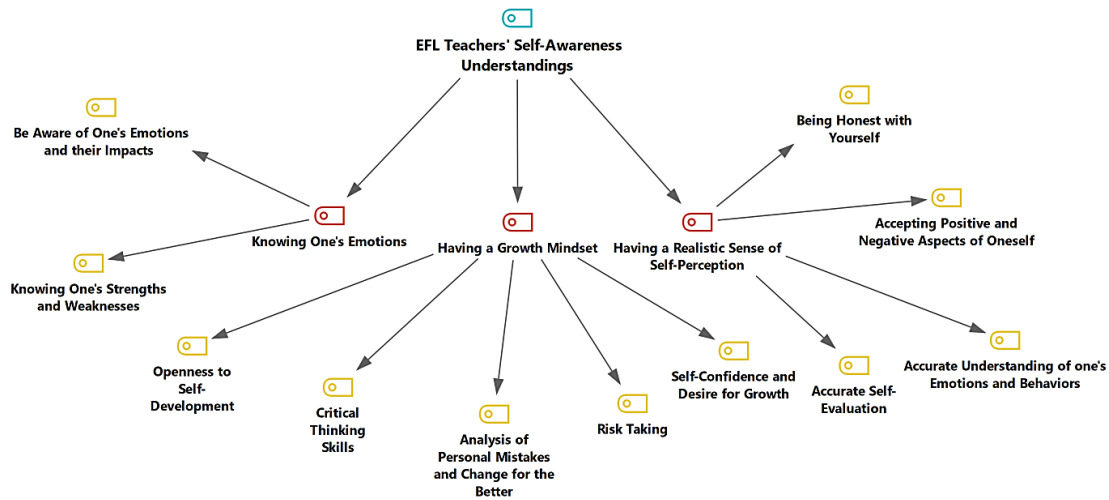 EFL Teachers' Self-Awareness
Understandings
Be Aware of One's Emotions
and their Impacts
Being Honest with
Yourself
Knowing One's Emotions
Having a Growth Mindset
Having a Realistic Sense of
Self-Perception
Accepting Positive and
Negative Aspects of Oneself
Knowing One's Strengths
and Weaknesses
Openness to
Self-
Development
Critical
Thinking
Skills
Analysis of
Personal Mistakes
and Change for the
Better
Risk Taking
Self-Confidence and
Desire for Growth
Accurate Self-
Evaluation
Accurate Understanding of one's
Emotions and Behaviors